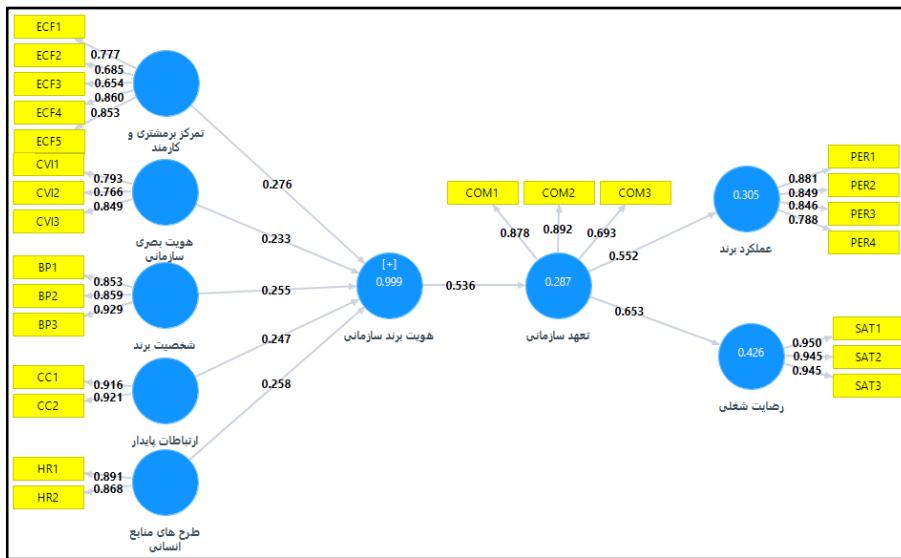 ECF1
ECF2
ECF3
ECF4
ECF5
0.777
0.685
0.654
0.860
0.853
تمرکز برمشتری و
کارمند
CVI1
CVI2
CVI3
0.793
0.766
0.849
هویت بصری
سازمانی
BP1
BP2
BP3
0.853
0.859
0.929
شخصیت برند
CC1
CC2
0.916
0.921
ارتباطات پایدار
HR1
HR2
0.891
0.868
طرح های منابع
انسانی
0.276
0.233
0.255
0.247
0.258
[+]
0.999
هویت برند سازمانی
0.536
COM1
COM2
COM3
0.878
0.892
0.693
0.287
تعهد سازمانی
0.552
0.653
0.305
عملکرد برند
PER1
PER2
PER3
PER4
0.881
0.849
0.846
0.788
0.426
رضایت شغلی
SAT1
SAT2
SAT3
0.950
0.945
0.945